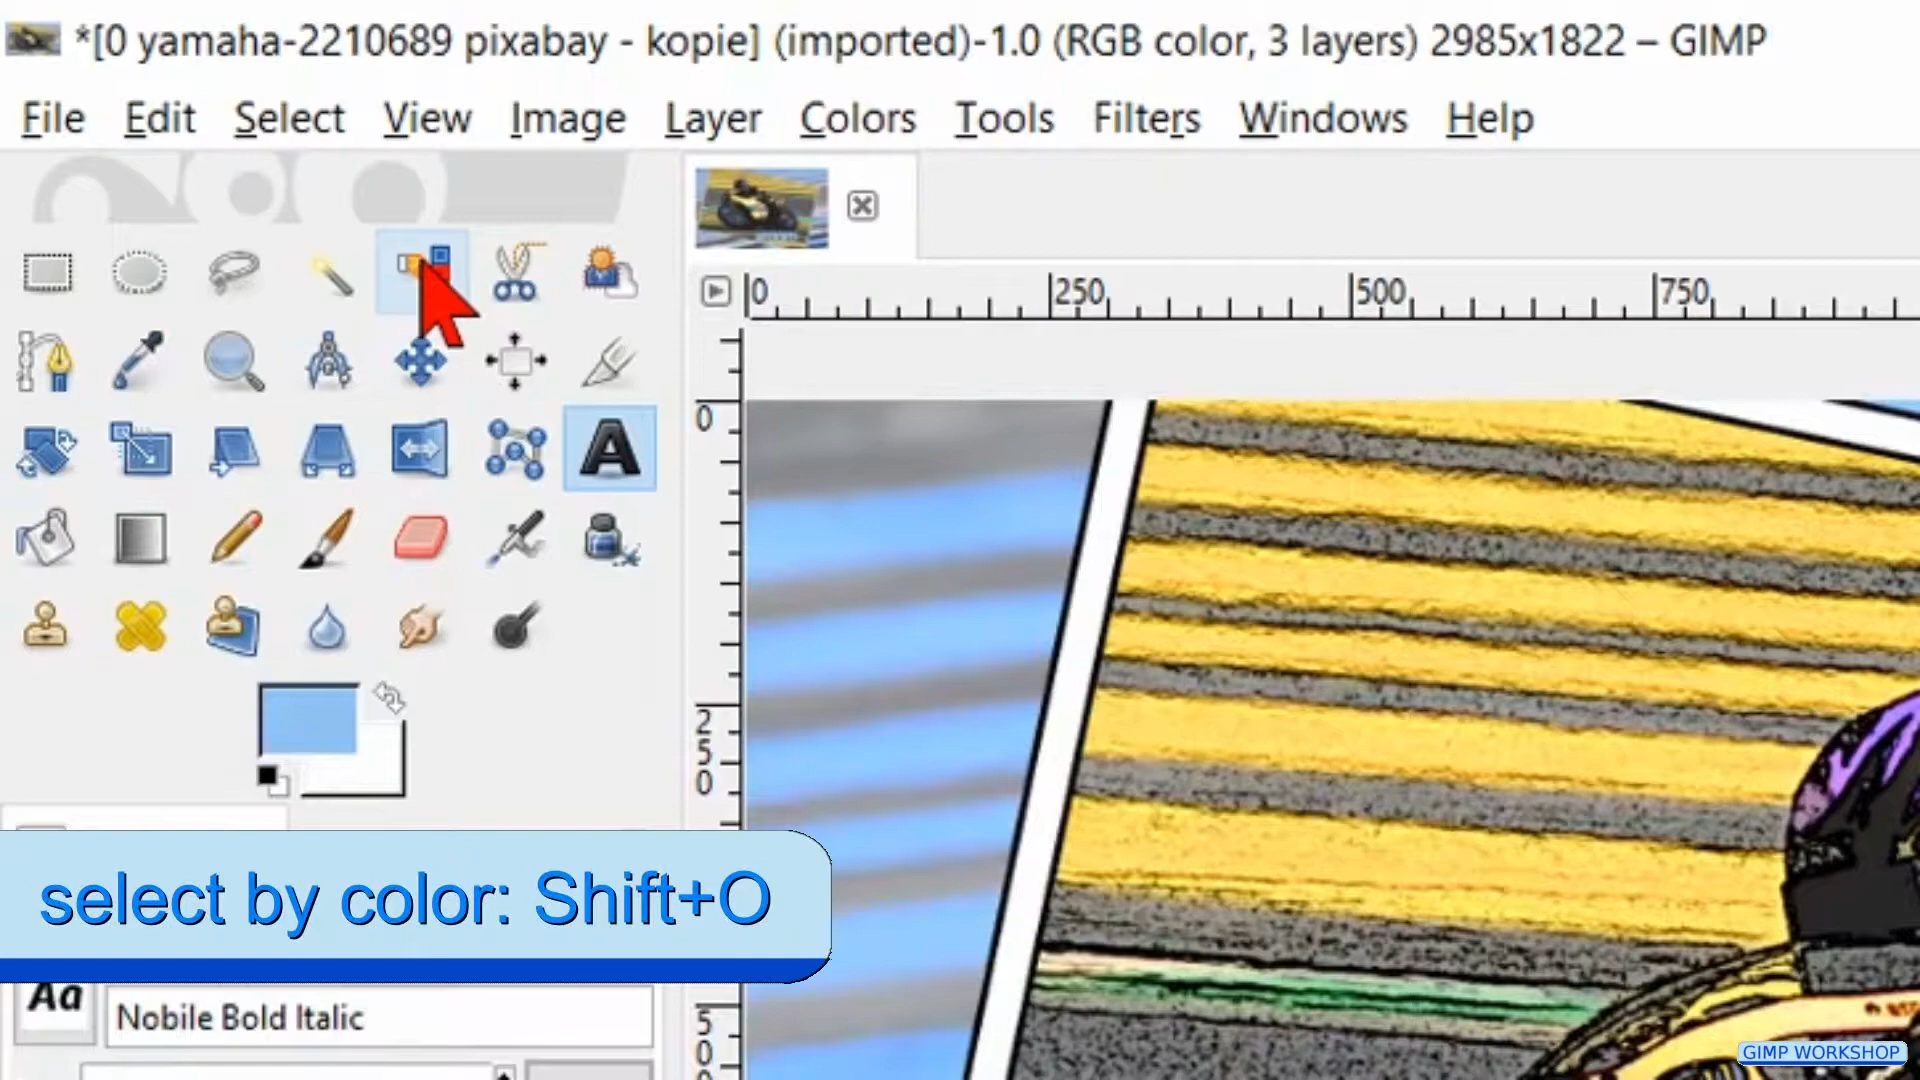 *[0 yamaha-2210689 pixabay - kopie] (imported)-1.0 (RGB color, 3 layers) 2985x1822 – GIMP
File Edit Select View Image Layer Colors Tools Filters Windows Help
0 250 500 750
0
250
50
select by color: Shift+O
Aa Nobile Bold Italic
GIMP WORKSHOP